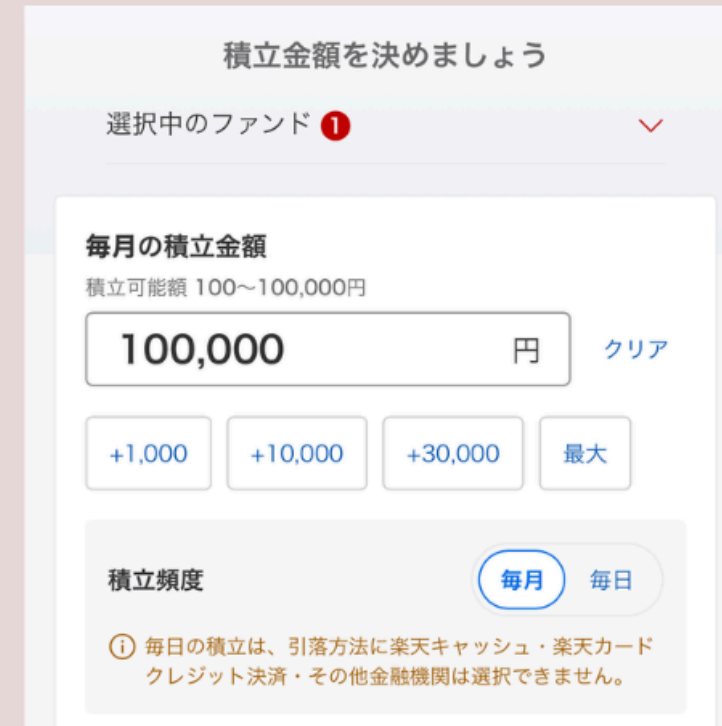 積立金額を決めましょう
選択中のファンド 1
毎月の積立金額
積立可能額 100〜100,000円
100,000 円 クリア
+1,000 +10,000 +30,000 最大
積立頻度 毎月 毎日
毎日の積立は、引落方法に楽天キャッシュ・楽天カード
クレジット決済・その他金融機関は選択できません。